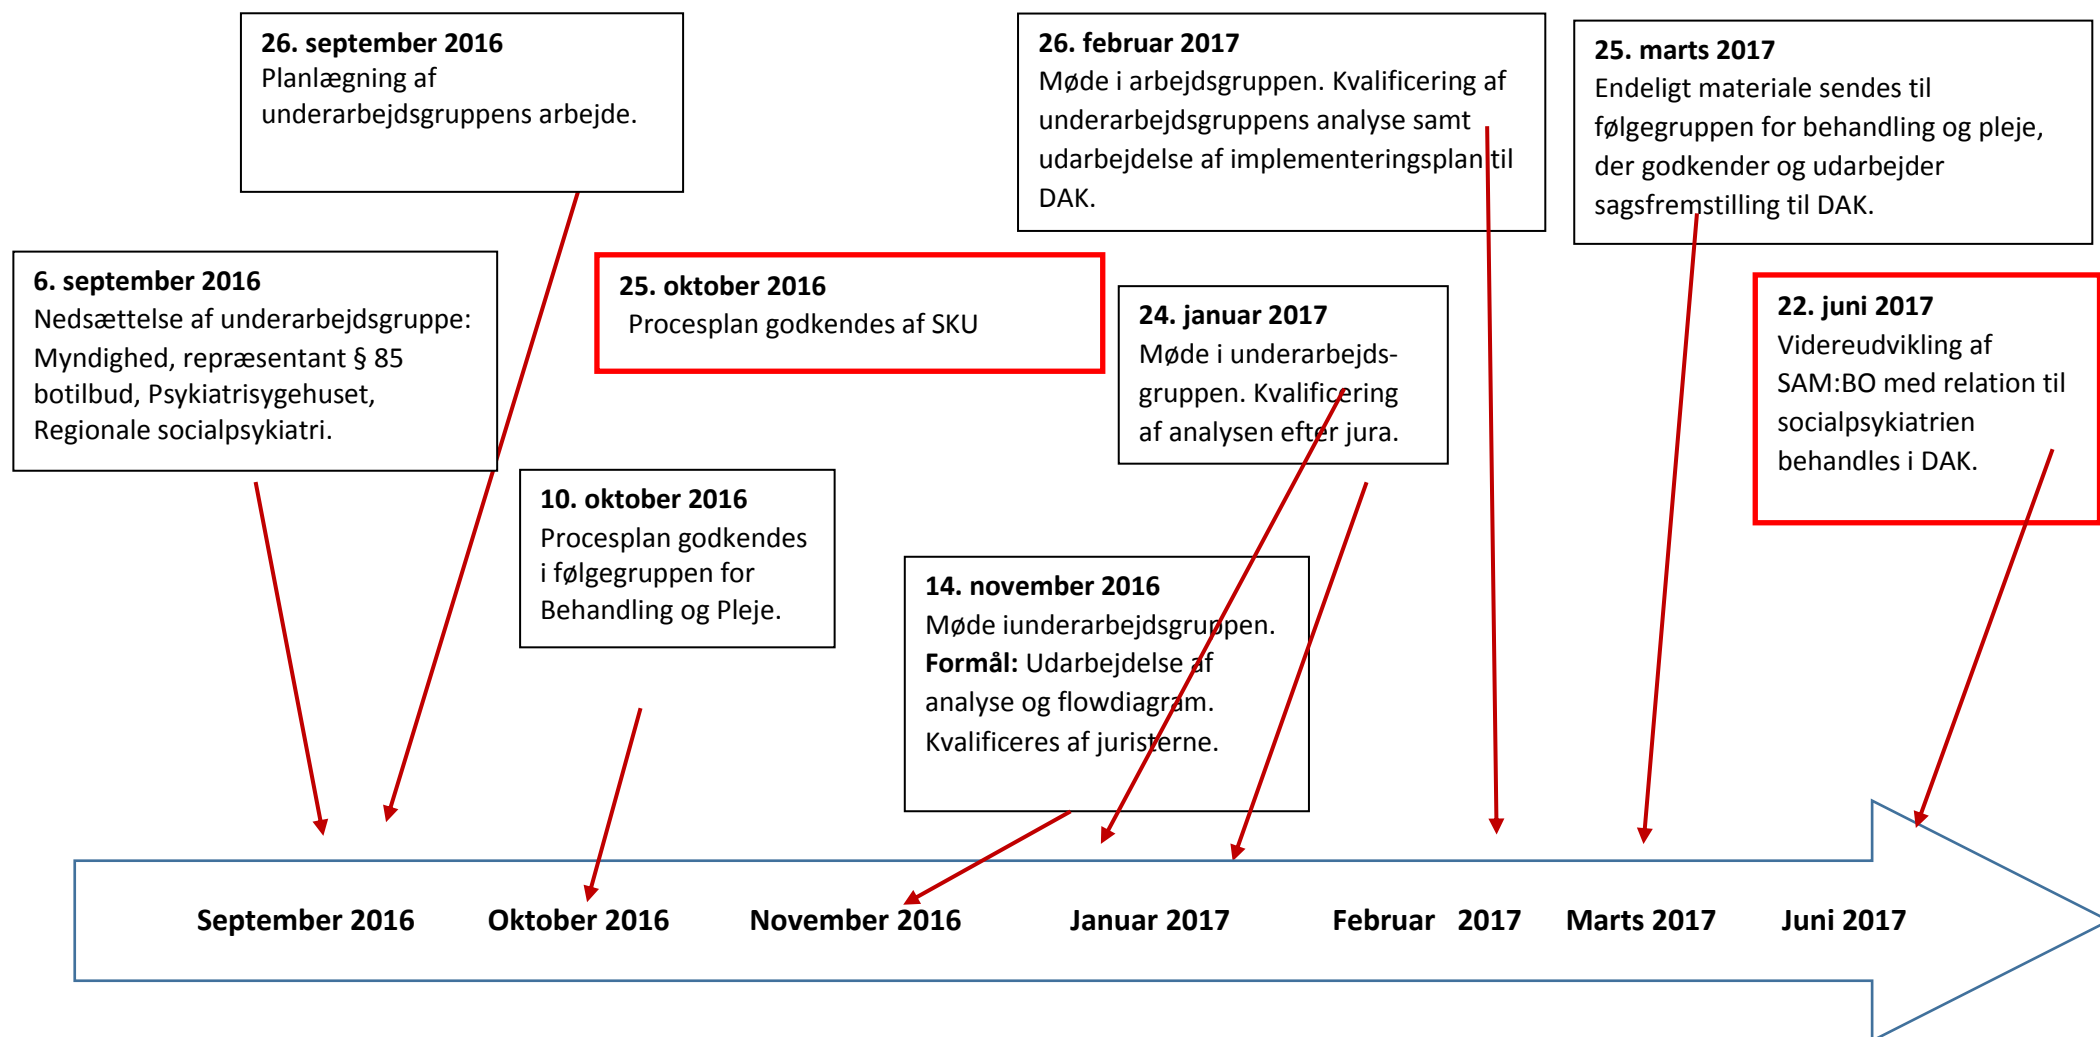 26. september 2016
Planlægning af
underarbejdsgruppens arbejde.
26. februar 2017
Møde i arbejdsgruppen. Kvalificering af
underarbejdsgruppens analyse samt
udarbejdelse af implementeringsplan til
DAK.
25. marts 2017
Endeligt materiale sendes til
følgegruppen for behandling og pleje,
der godkender og udarbejder
sagsfremstilling til DAK.
6. september 2016
Nedsættelse af underarbejdsgruppe:
Myndighed, repræsentant § 85
botilbud, Psykiatrisygehuset,
Regionale socialpsykiatri.
25. oktober 2016
Procesplan godkendes af SKU
24. januar 2017
Møde i underarbejds-
gruppen. Kvalificering
af analysen efter jura.
22. juni 2017
Videreudvikling af
SAM:BO med relation til
socialpsykiatrien
behandles i DAK.
10. oktober 2016
Procesplan godkendes
i følgegruppen for
Behandling og Pleje.
14. november 2016
Møde iunderarbejdsgruppen.
Formål: Udarbejdelse af
analyse og flowdiagram.
Kvalificeres af juristerne.
September 2016 Oktober 2016 November 2016 Januar 2017 Februar 2017 Marts 2017 Juni 2017